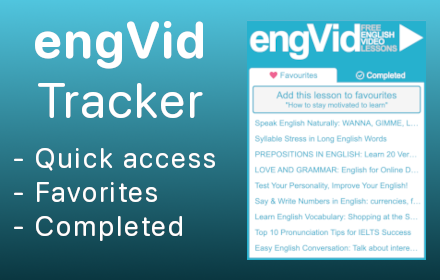 engVid
Tracker
- Quick access
- Favorites
- Completed
engVid FREE
ENGLISH
VIDEO
LESSONS
Favourites
Completed
Add this lesson to favourites
"How to stay motivated to learn"
Speak English Naturally: WANNA, GIMME, L...
Syllable Stress in Long English Words
PREPOSITIONS IN ENGLISH: Learn 20 Ver...
LOVE AND GRAMMAR: English for Online D...
Test Your Personality, Improve Your English!
Say & Write Numbers in English: currencies, f...
Learn English Vocabulary: Shopping at the S...
Top 10 Pronunciation Tips for IELTS Success
Easy English Conversation: Talk about intere...